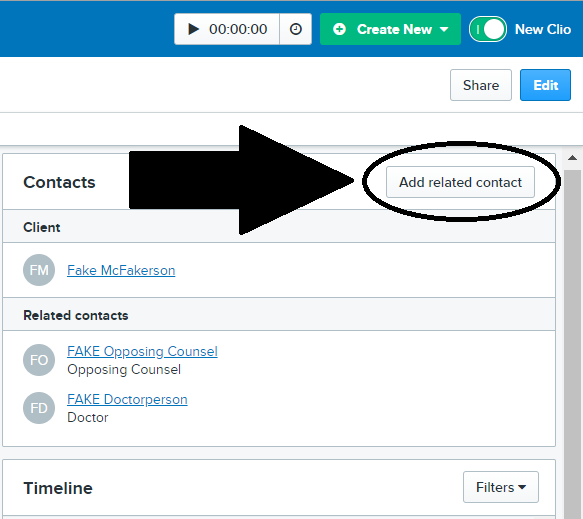 00:00:00 Create New New Clio
Share Edit
Contacts Add related contact
Client
FM Fake McFakerson
Related contacts
FO FAKE Opposing Counsel
Opposing Counsel
FD FAKE Doctorperson
Doctor
Timeline Filters